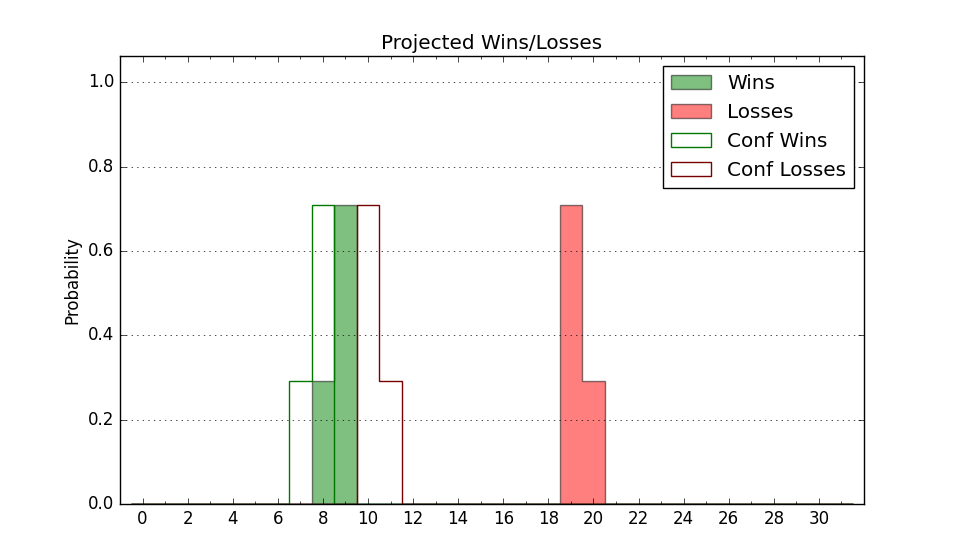 Projected Wins/Losses
Wins
Losses
Conf Wins
Conf Losses
Probability
1.0
0.8
0.6
0.4
0.2
0.0
0 2 4 6 8 10 12 14 16 18 20 22 24 26 28 30